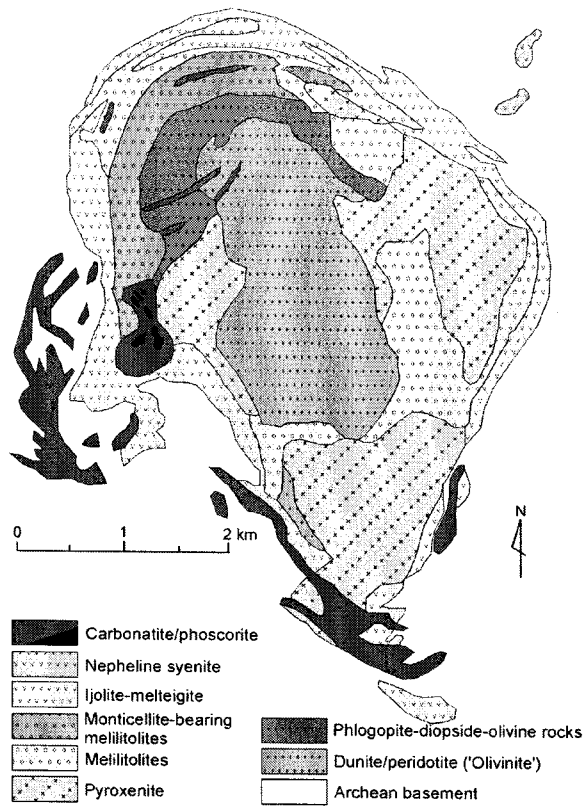 N
0 1 2 km
Carbonatite/phoscorite
Nepheline syenite
Ijolite-melteigite
Monticellite-bearing
melilitolites
Melilitolites
Pyroxenite
Phlogopite-diopside-olivine rocks
Dunite/peridotite ('Olivinite')
Archean basement